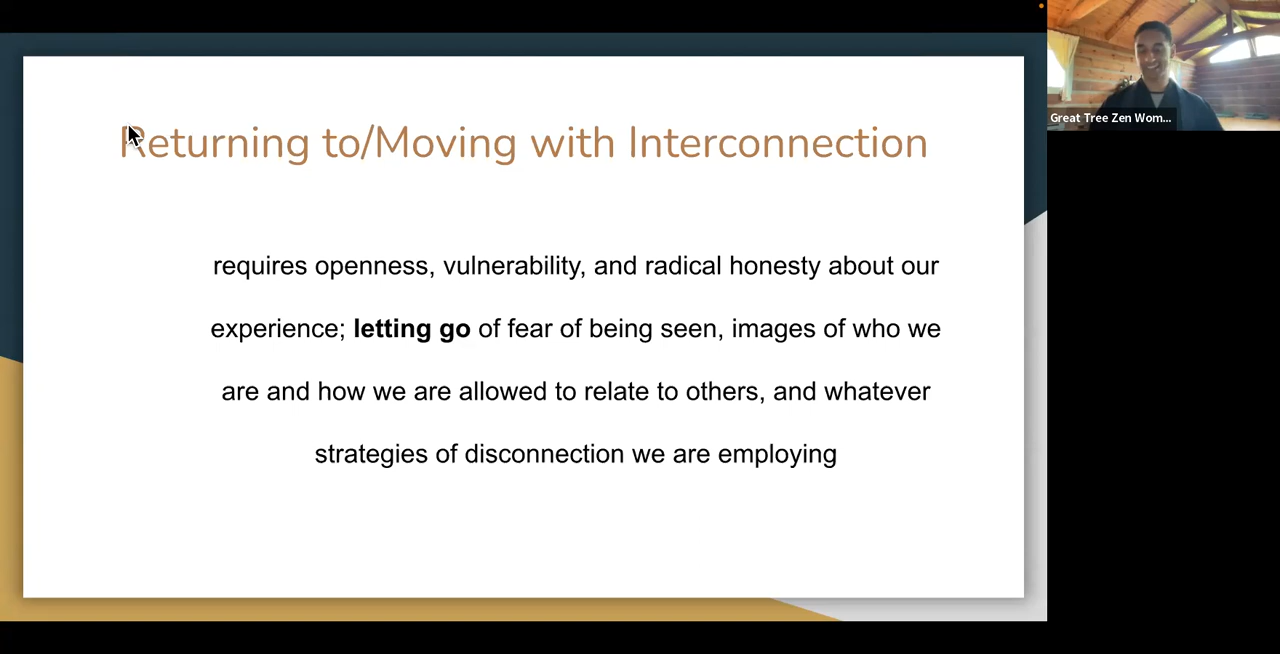 Returning to/Moving with Interconnection
requires openness, vulnerability, and radical honesty about our
experience; letting go of fear of being seen, images of who we
are and how we are allowed to relate to others, and whatever
strategies of disconnection we are employing
Great Tree Zen Wom...